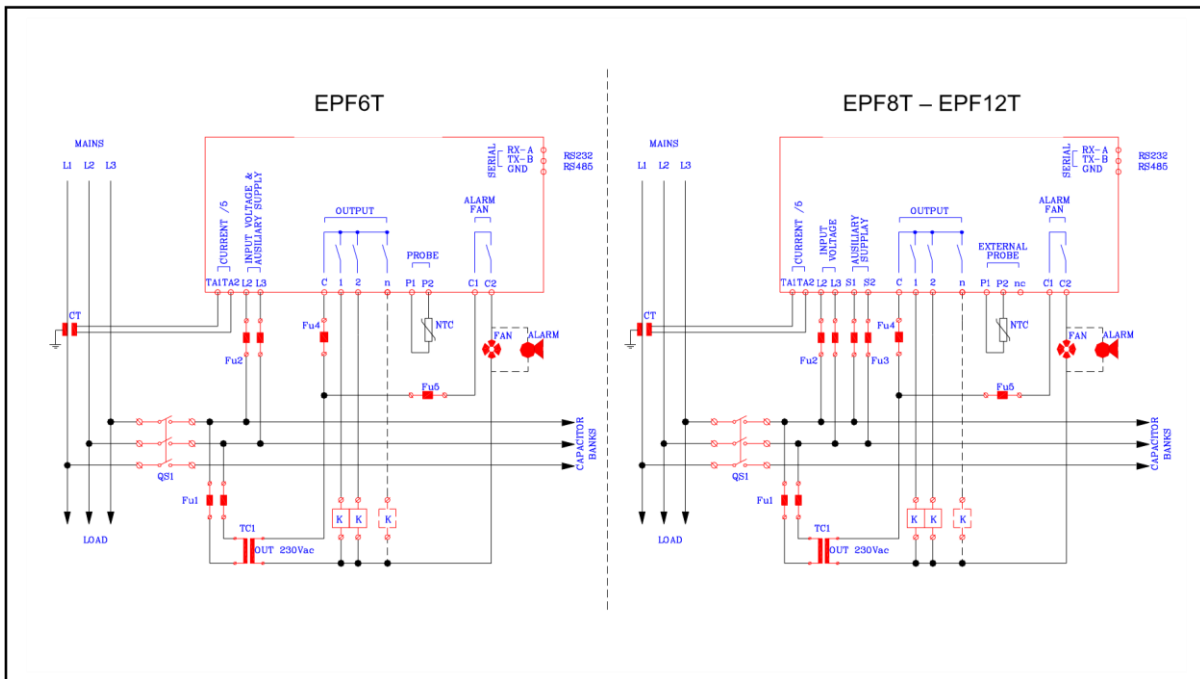 EPF6T
MAINS
L1 L2 L3
SERIAL
RX-A
TX-B
GND
RS232
RS485
CURRENT /5
INPUT VOLTAGE &
AUSILIARY SUPPLY
OUTPUT
ALARM
FAN
PROBE
TA1 TA2 L2 L3 C 1 2 n P1 P2 C1 C2
CT
Fu2
Fu4
NTC
FAN
ALARM
Fu5
CAPACITOR
BANKS
QS1
Fu1
K K K
TC1
OUT 230Vac
LOAD
EPF8T – EPF12T
MAINS
L1 L2 L3
SERIAL
RX-A
TX-B
GND
RS232
RS485
CURRENT /5
INPUT
VOLTAGE
AUSILIARY
SUPPLAY
OUTPUT
ALARM
FAN
EXTERNAL
PROBE
TA1 TA2 L2 L3 S1 S2 C 1 2 n P1 P2 nc C1 C2
CT
Fu2
Fu3
Fu4
NTC
FAN
ALARM
Fu5
CAPACITOR
BANKS
QS1
Fu1
K K K
TC1
OUT 230Vac
LOAD